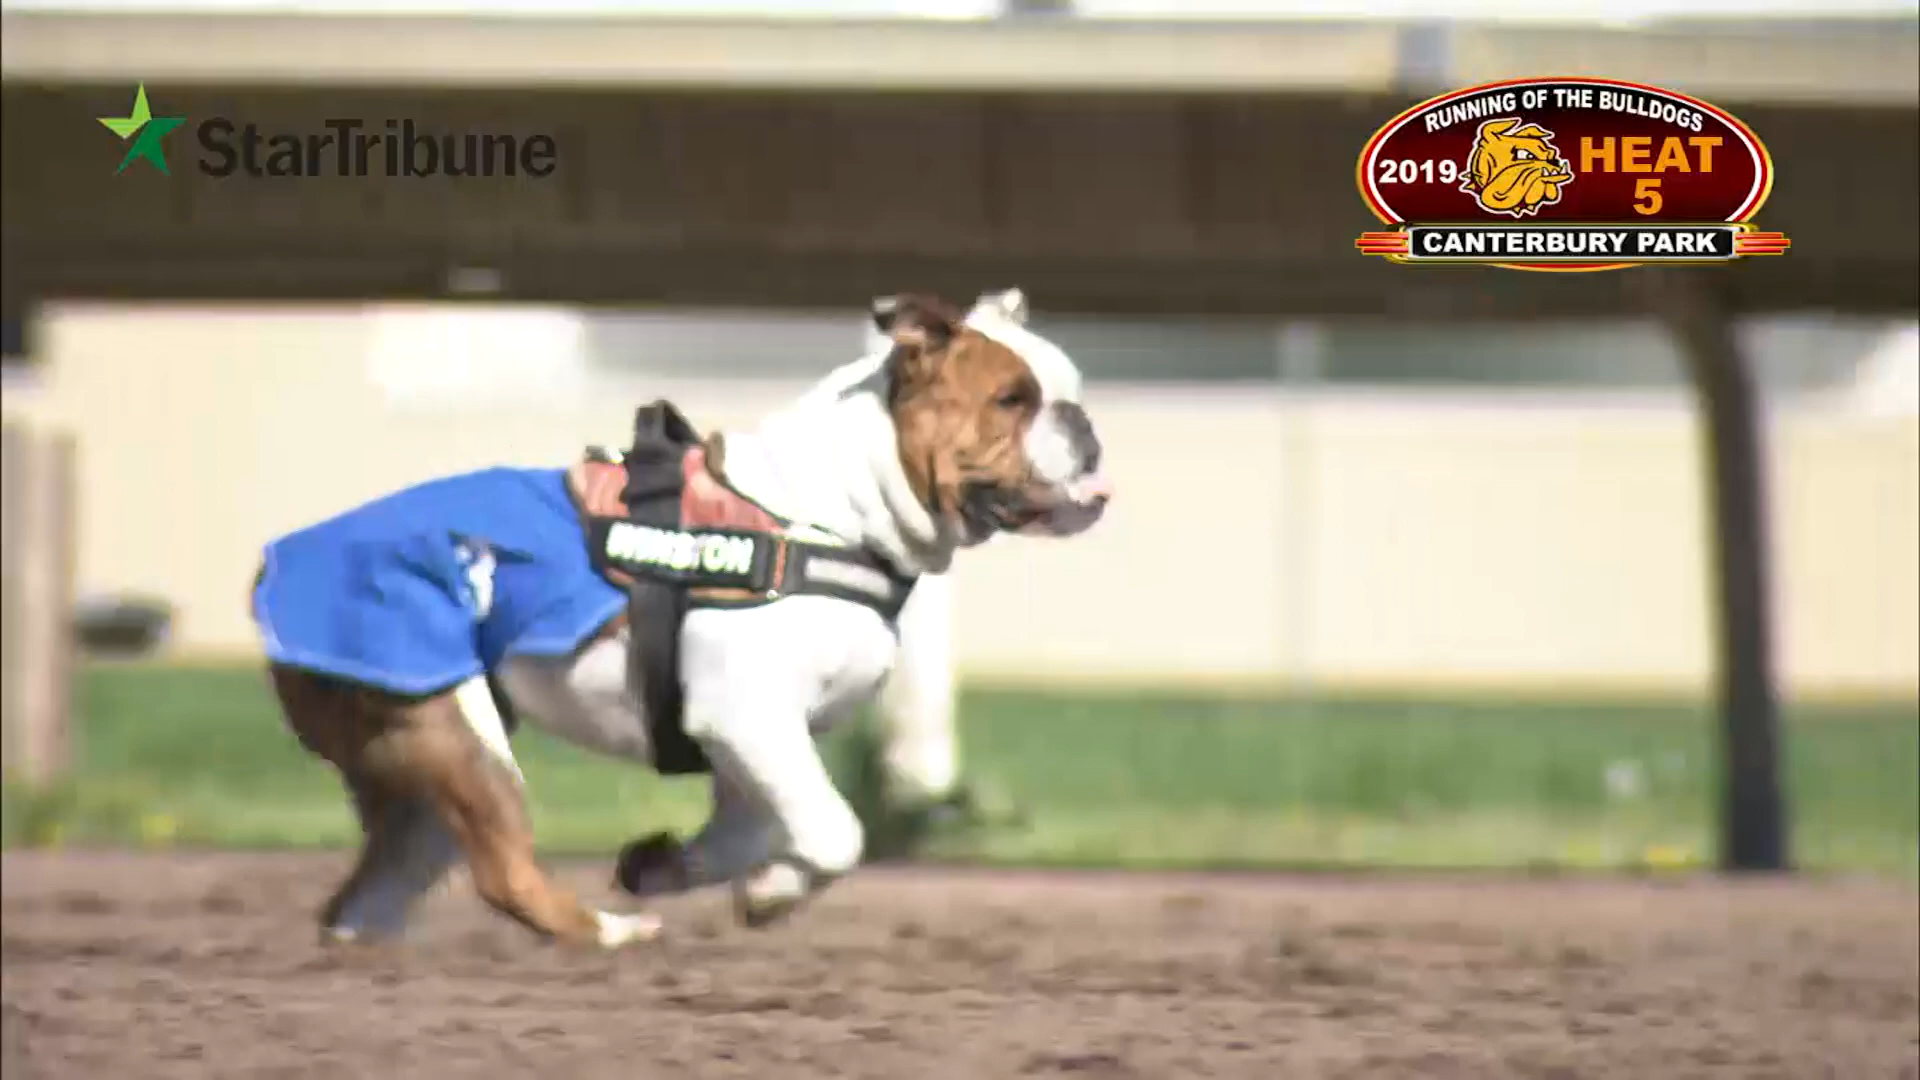 StarTribune
RUNNING OF THE BULLDOGS
2019 HEAT
5
CANTERBURY PARK
WINSTON